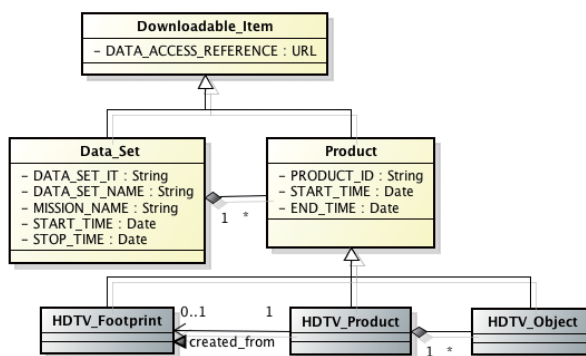 Downloadable_Item
- DATA_ACCESS_REFERENCE : URL
Data_Set
- DATA_SET_IT : String
- DATA_SET_NAME : String
- MISSION_NAME : String
- START_TIME : Date
- STOP_TIME : Date
Product
- PRODUCT_ID : String
- START_TIME : Date
- END_TIME : Date
1 *
HDTV_Footprint
0..1 1
created_from
HDTV_Product
1 *
HDTV_Object